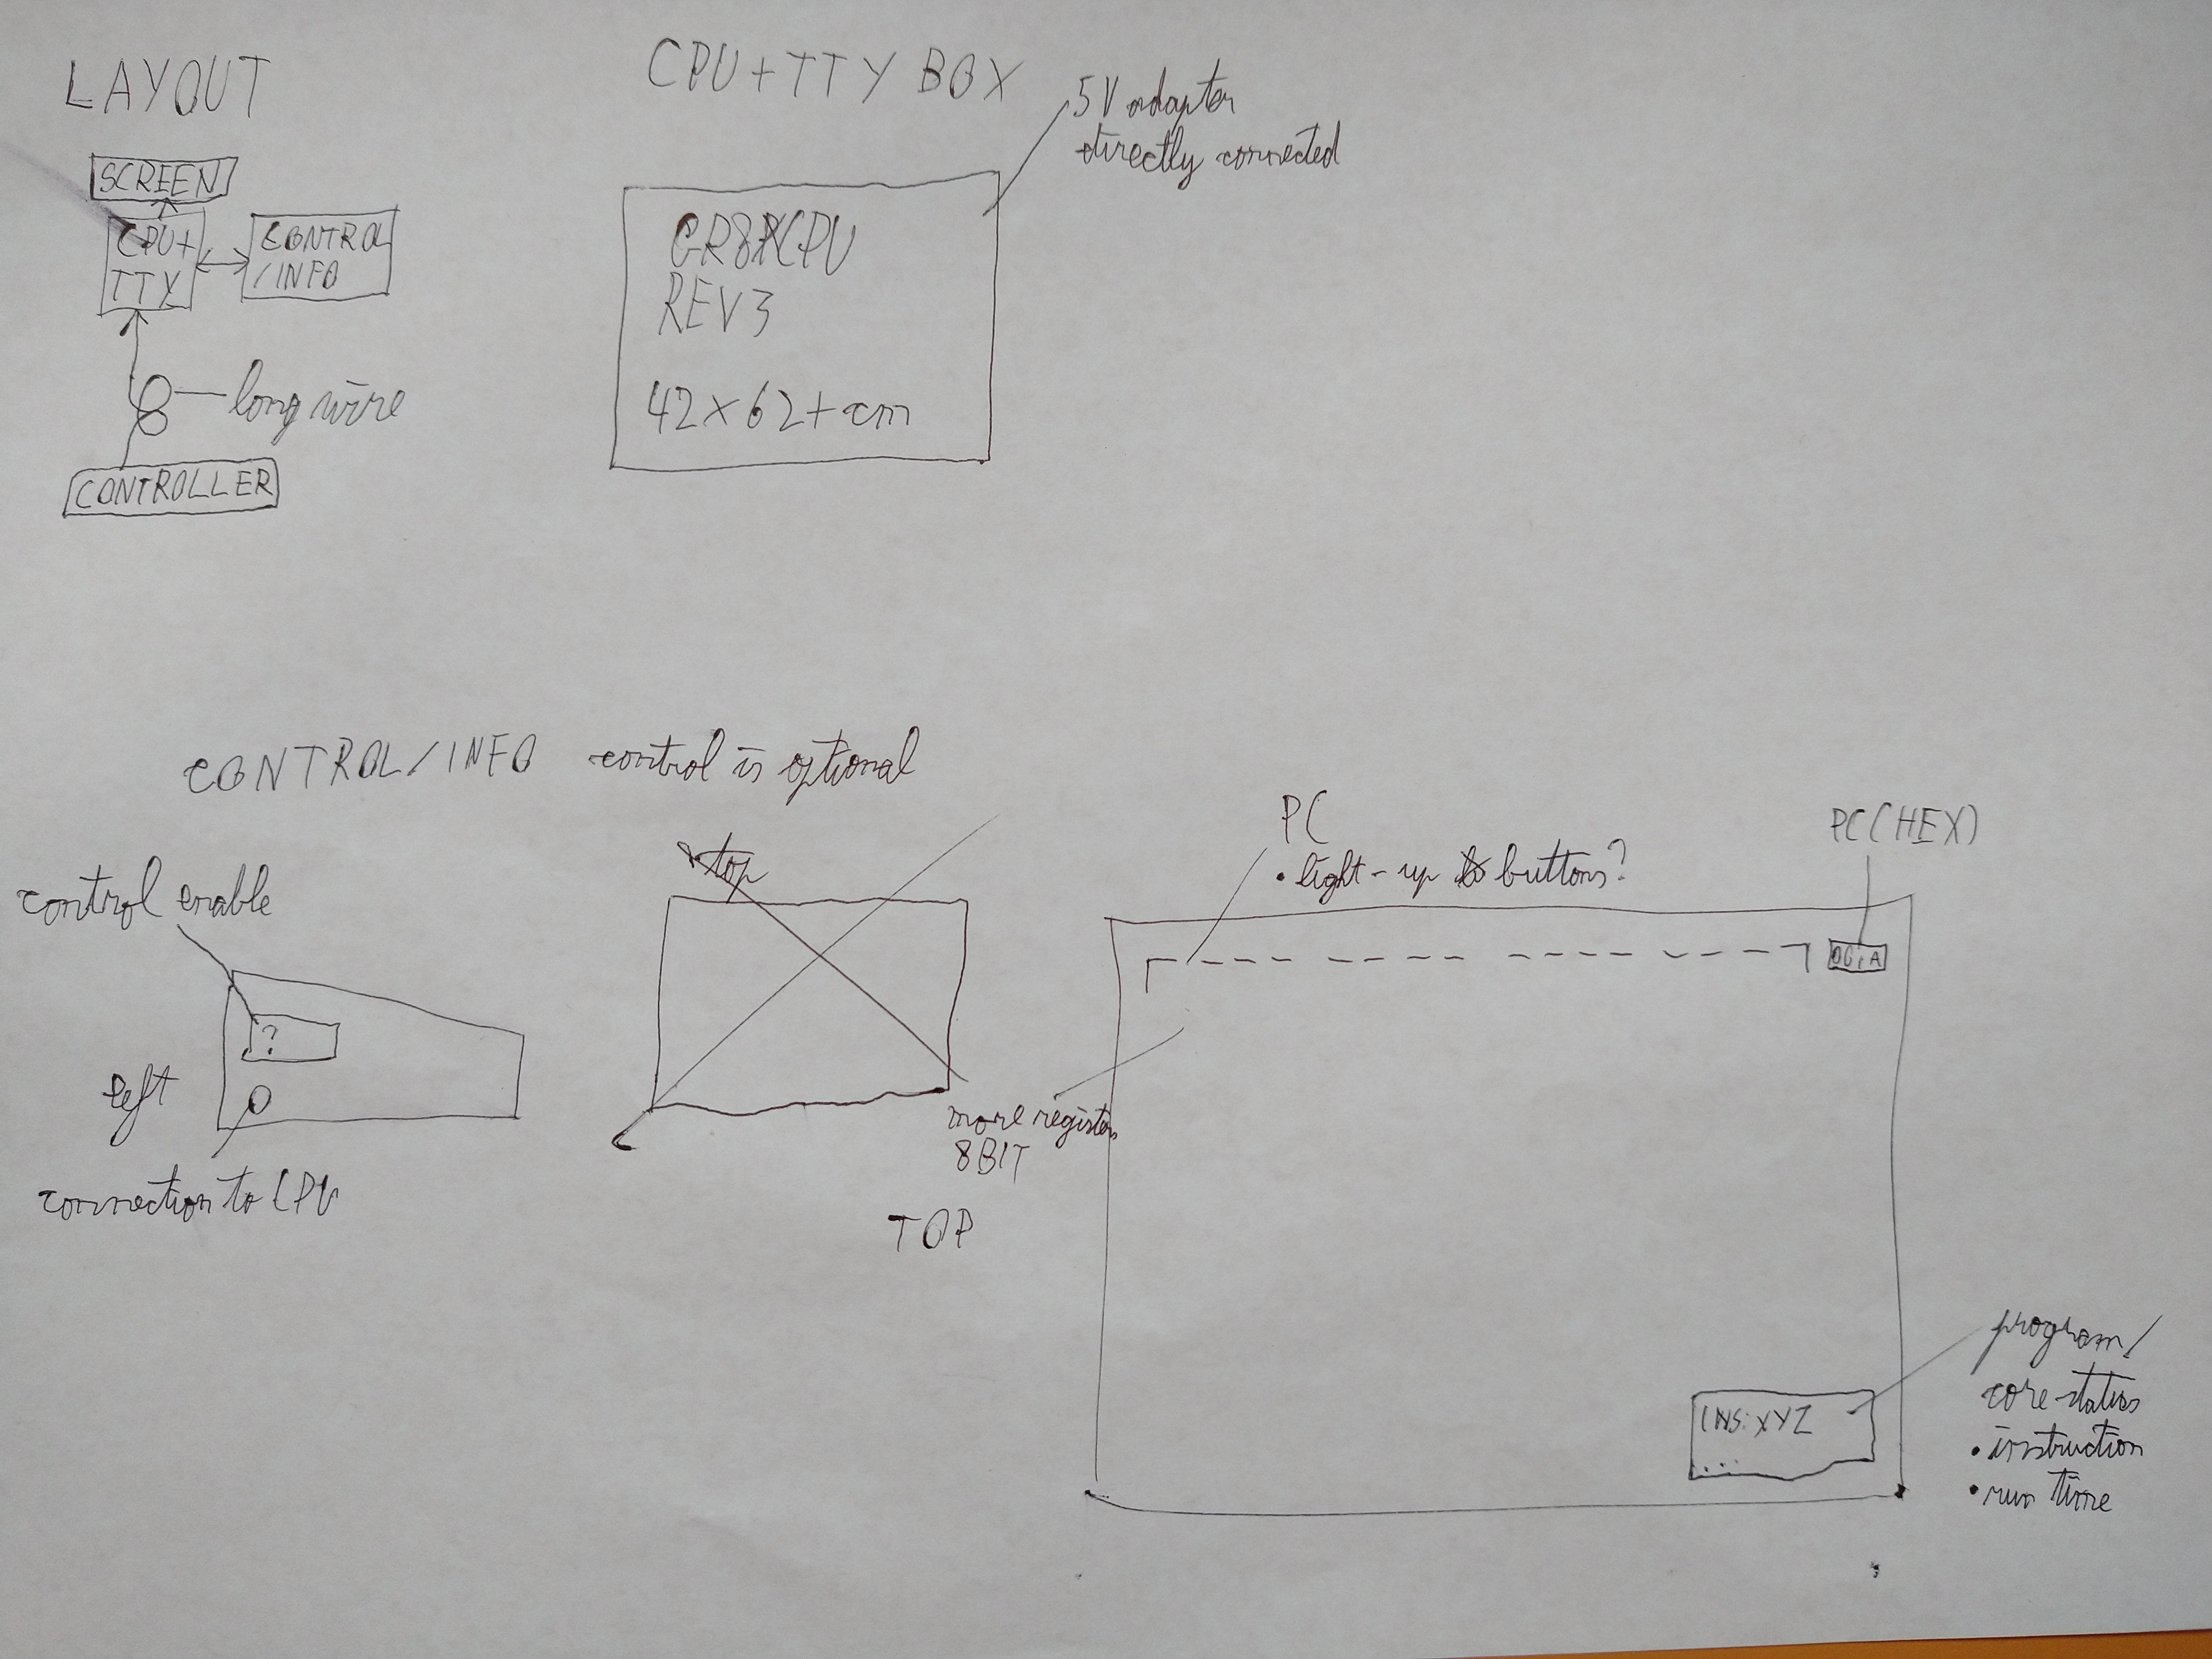 LAYOUT
SCREEN
CPU+
TTY
CONTROL
/INFO
long wire
CONTROLLER
CPU+TTY BOX
5V adapter
directly connected
GR8CPU
REV3
42x62+cm
CONTROL/INFO control is optional
control enable
?
left
connection to CPU
top
more registers
8BIT
TOP
PC
• light-up buttons?
PC(HEX)
INS: XYZ
...
program/
core status
• instruction
• run time